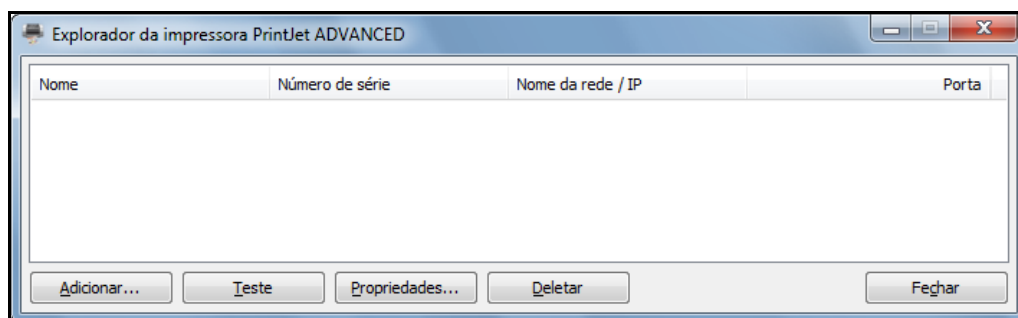 Explorador da impressora PrintJet ADVANCED
Nome Número de série Nome da rede / IP Porta
Adicionar... Teste Propriedades... Deletar Fechar